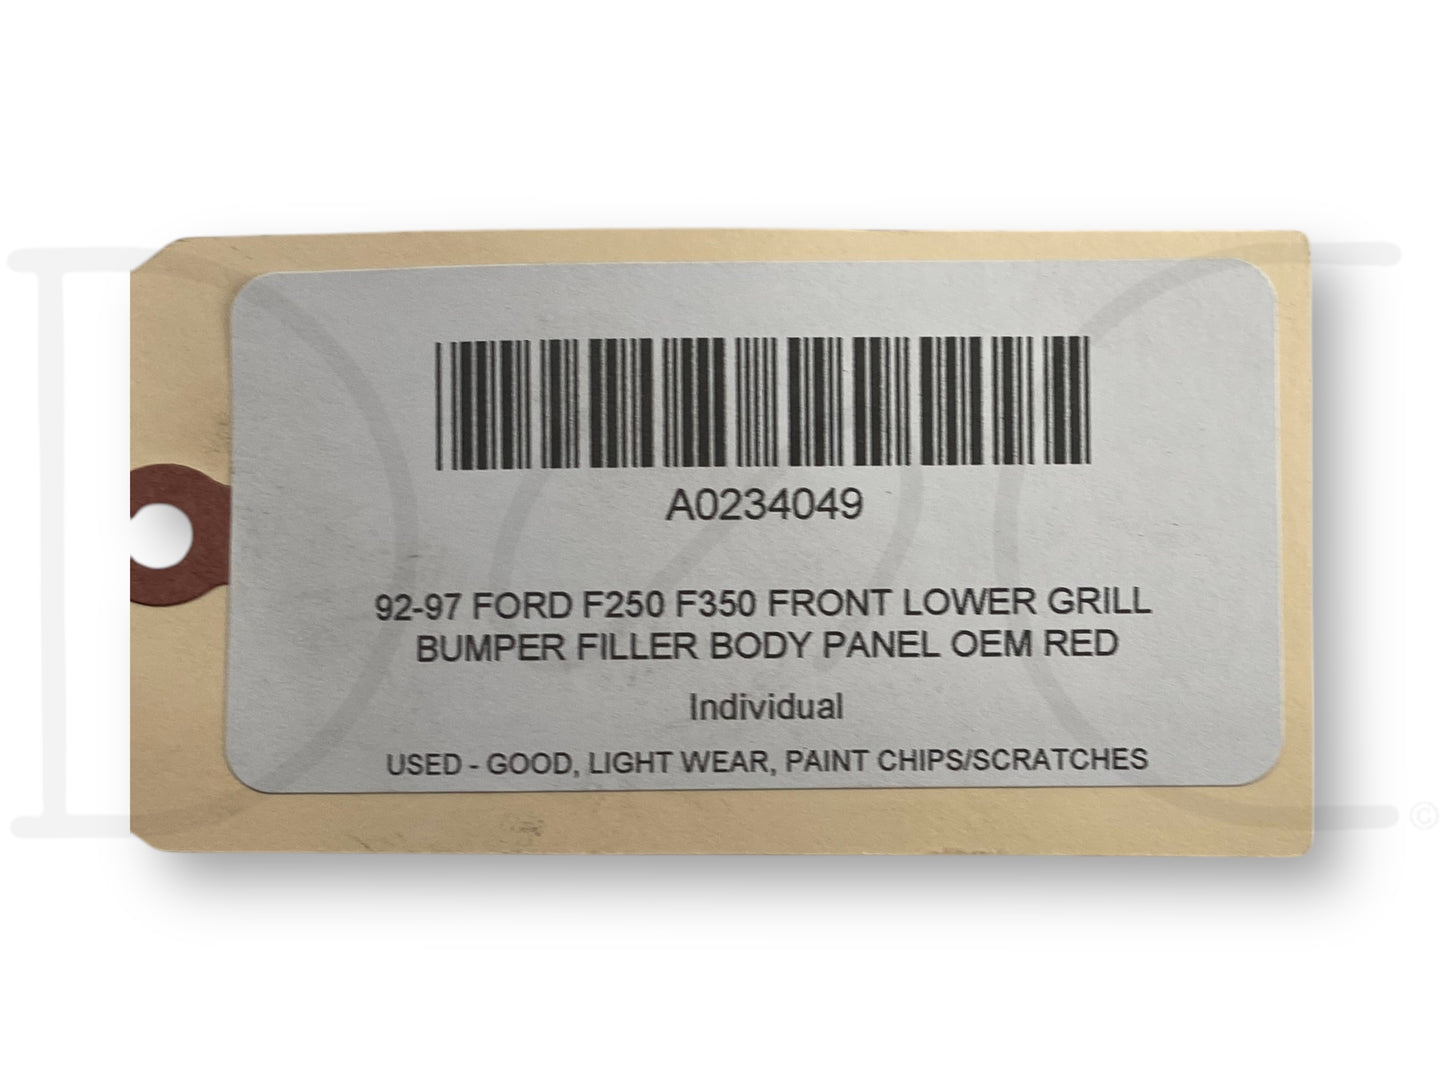 A0234049
92-97 FORD F250 F350 FRONT LOWER GRILL
BUMPER FILLER BODY PANEL OEM RED
Individual
USED - GOOD, LIGHT WEAR, PAINT CHIPS/SCRATCHES
©